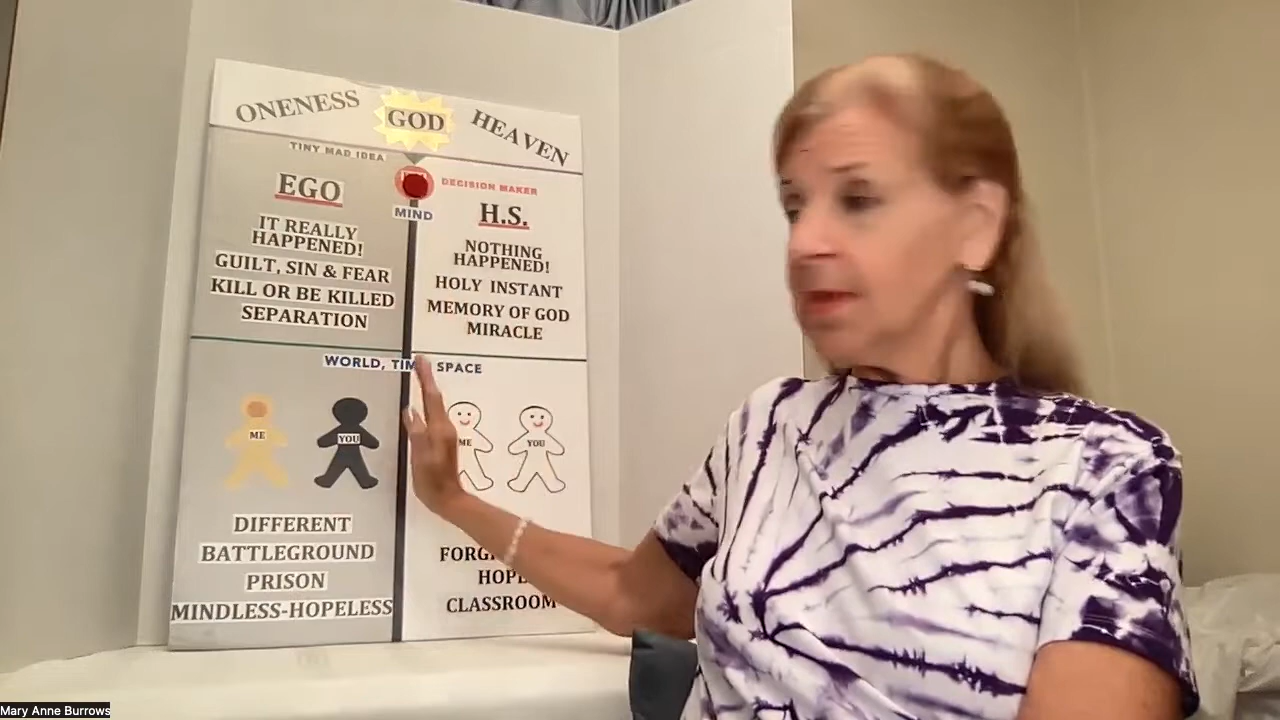 ONENESS GOD HEAVEN
TINY MAD IDEA
DECISION MAKER
MIND
EGO
IT REALLY
HAPPENED!
GUILT, SIN & FEAR
KILL OR BE KILLED
SEPARATION
H.S.
NOTHING
HAPPENED!
HOLY INSTANT
MEMORY OF GOD
MIRACLE
WORLD, SPACE
ME YOU
ME YOU
DIFFERENT
BATTLEGROUND
PRISON
MINDLESS-HOPELESS
CLASSROOM
Mary Anne Burrows